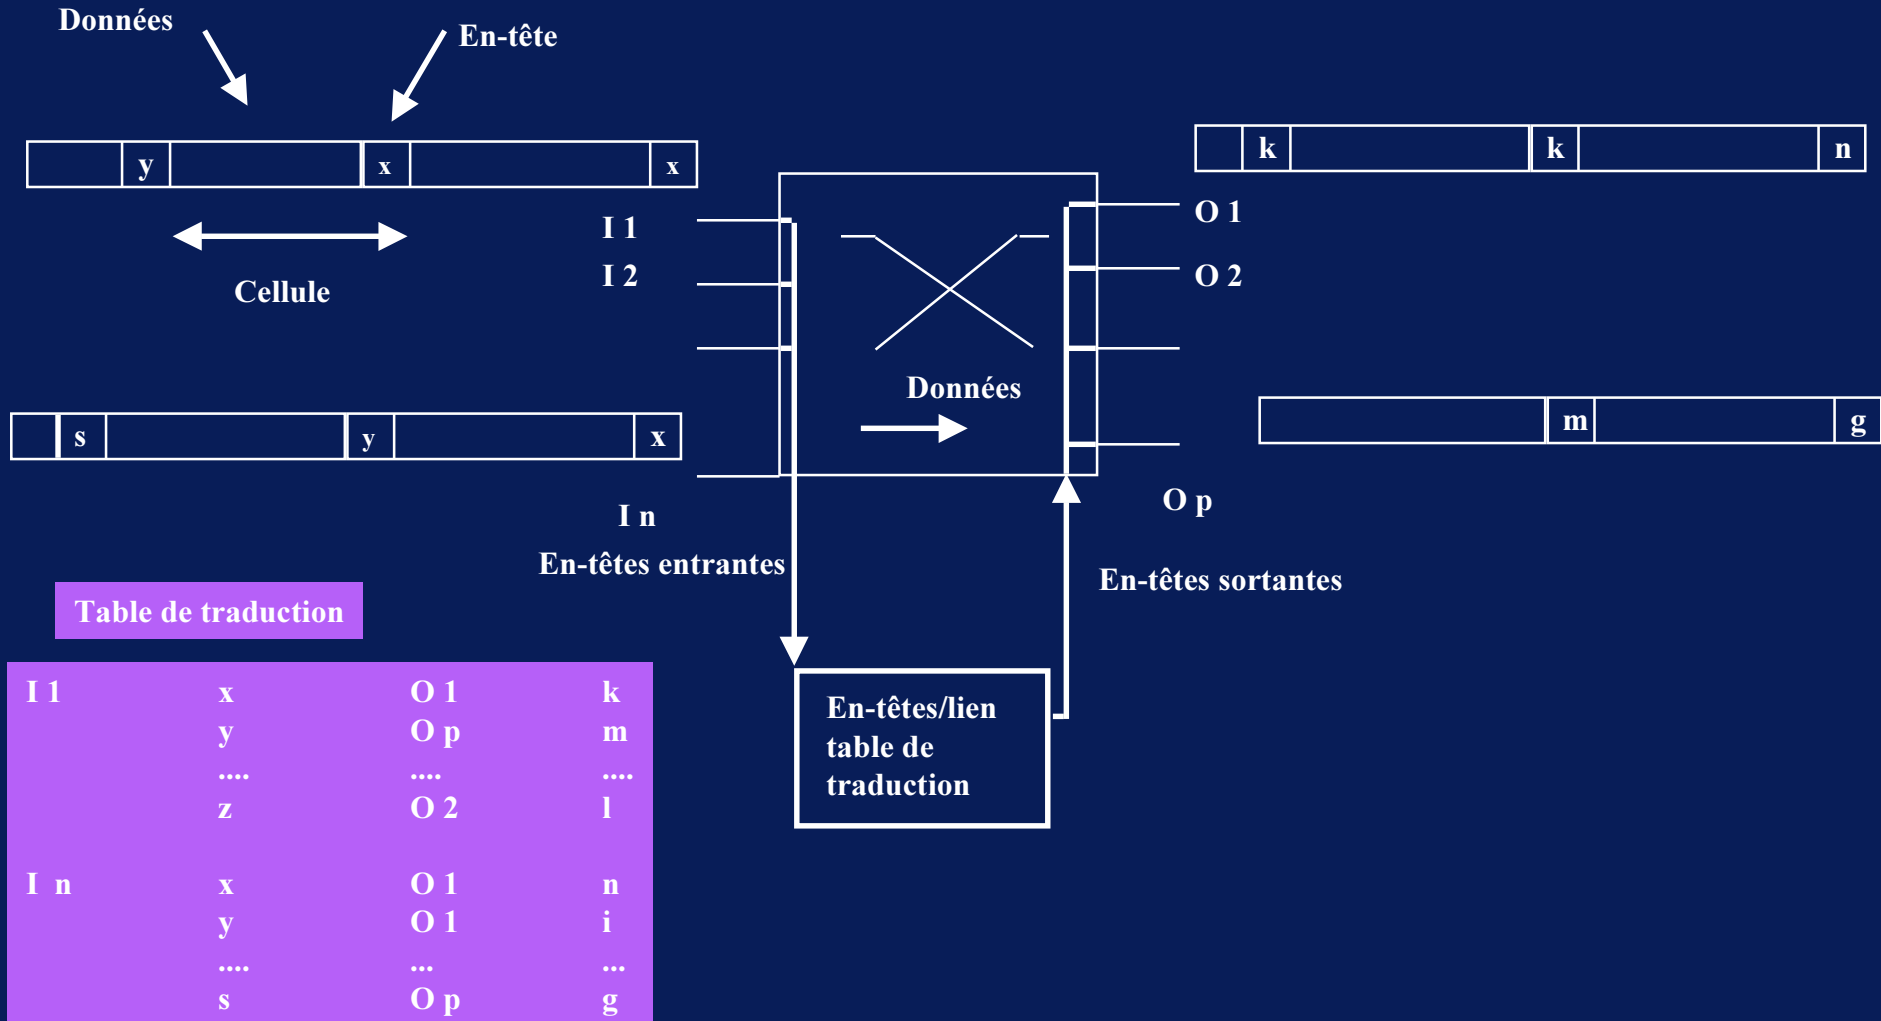 Données
En-tête
y x x
k k n
I 1
O 1
I 2
O 2
Cellule
Données
s y x
m g
I n
O p
En-têtes entrantes
En-têtes sortantes
Table de traduction
I 1 x O 1 k
y O p m
.... .... ....
z O 2 l
I n x O 1 n
y O 1 i
.... ... ...
s O p g
En-têtes/lien
table de
traduction